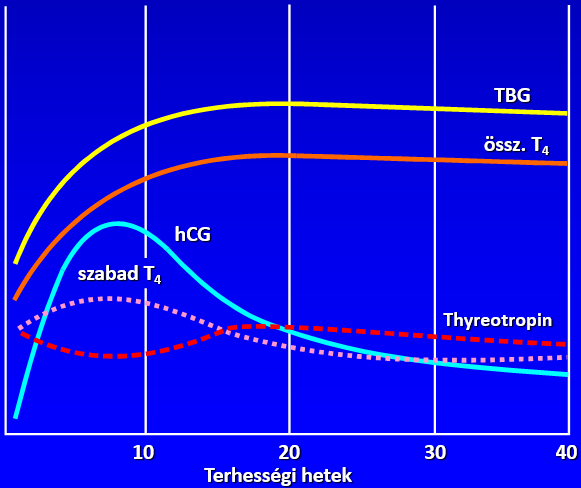 TBG
össz. T₄
hCG
szabad T₄
Thyreotropin
10 20 30 40
Terhességi hetek